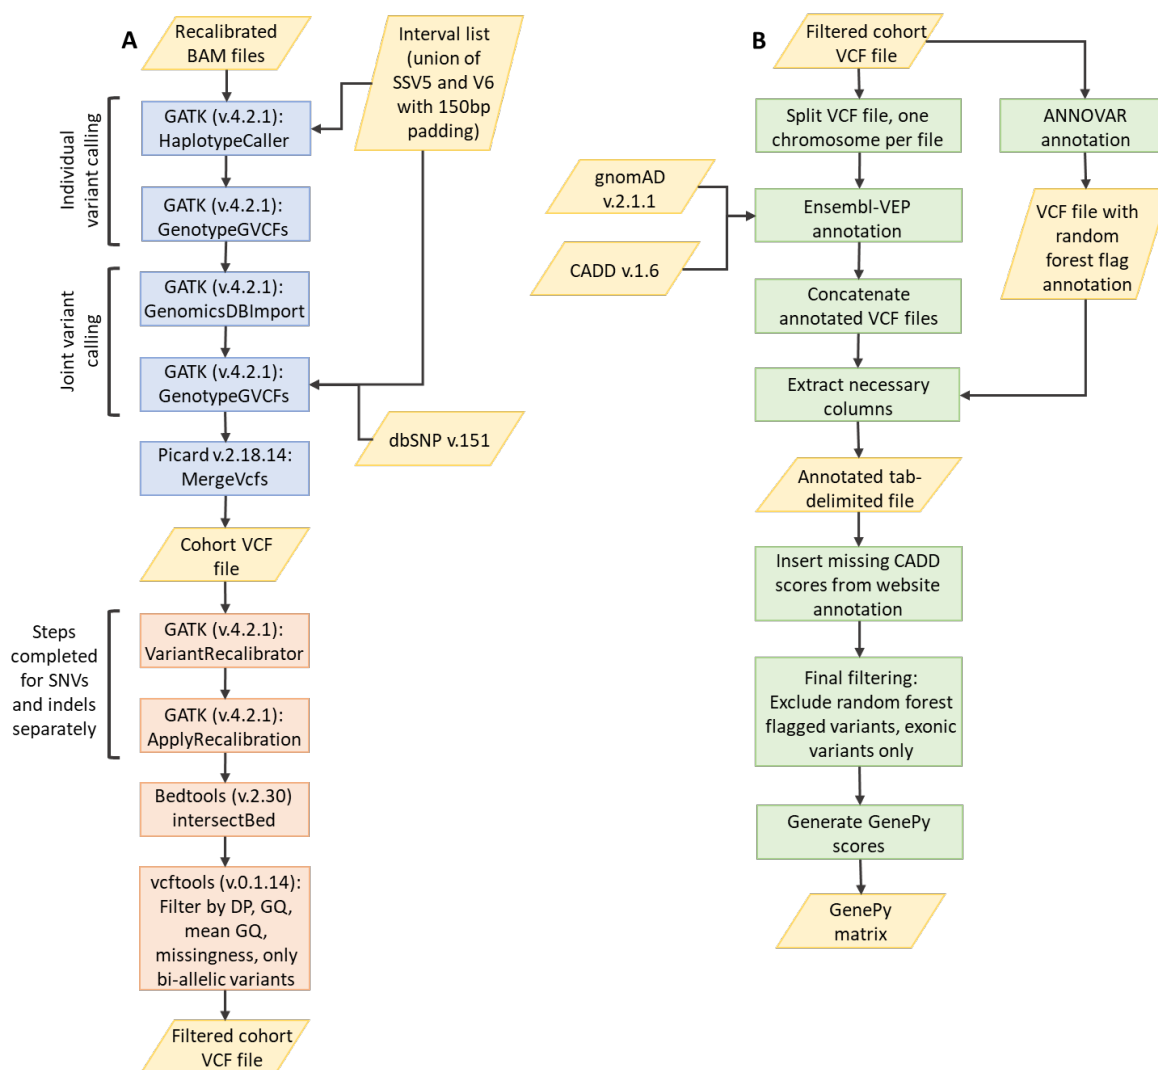 A
Recalibrated
BAM files
Interval list
(union of
SSV5 and V6
with 150bp
padding)
Individual
variant calling
GATK (v.4.2.1):
HaplotypeCaller
GATK (v.4.2.1):
GenotypeGVCFs
Joint variant
calling
GATK (v.4.2.1):
GenomicsDBImport
GATK (v.4.2.1):
GenotypeGVCFs
dbSNP v.151
Picard v.2.18.14:
MergeVcfs
Cohort VCF
file
Steps
completed
for SNVs
and indels
separately
GATK (v.4.2.1):
VariantRecalibrator
GATK (v.4.2.1):
ApplyRecalibration
Bedtools (v.2.30)
intersectBed
vcftools (v.0.1.14):
Filter by DP, GQ,
mean GQ,
missingness, only
bi-allelic variants
Filtered cohort
VCF file
B
Filtered cohort
VCF file
Split VCF file, one
chromosome per file
ANNOVAR
annotation
gnomAD
v.2.1.1
CADD v.1.6
Ensembl-VEP
annotation
VCF file with
random
forest flag
annotation
Concatenate
annotated VCF files
Extract necessary
columns
Annotated tab-
delimited file
Insert missing CADD
scores from website
annotation
Final filtering:
Exclude random forest
flagged variants, exonic
variants only
Generate GenePy
scores
GenePy
matrix